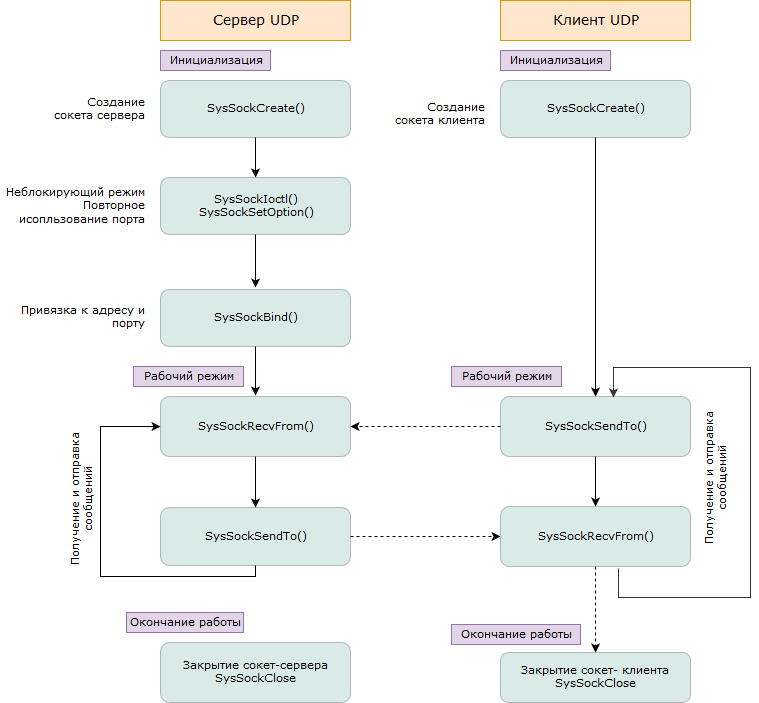 Сервер UDP
Клиент UDP
Инициализация
Инициализация
Создание
сокета сервера
SysSockCreate()
Создание
сокета клиента
SysSockCreate()
Неблокирующий режим
Повторное
исопльзование порта
SysSockIoctl()
SysSockSetOption()
Привязка к адресу и
порту
SysSockBind()
Рабочий режим
Рабочий режим
SysSockRecvFrom()
SysSockSendTo()
Получение и отправка
сообщений
Получение и отправка
сообщений
SysSockSendTo()
SysSockRecvFrom()
Окончание работы
Окончание работы
Закрытие сокет-сервера
SysSockClose
Закрытие сокет- клиента
SysSockClose